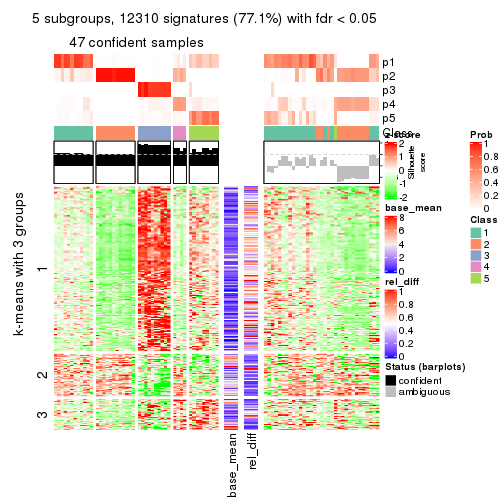 5 subgroups, 12310 signatures (77.1%) with fdr < 0.05
47 confident samples
p1
p2
p3
p4
p5
Class
Silhouette
score
k-means with 3 groups
1
2
3
base_mean
rel_diff
z-score
2
1
0
-1
-2
base_mean
8
6
4
2
0
rel_diff
1
0.8
0.6
0.4
0.2
0
Status (barplots)
confident
ambiguous
Prob
1
0.8
0.6
0.4
0.2
0
Class
1
2
3
4
5